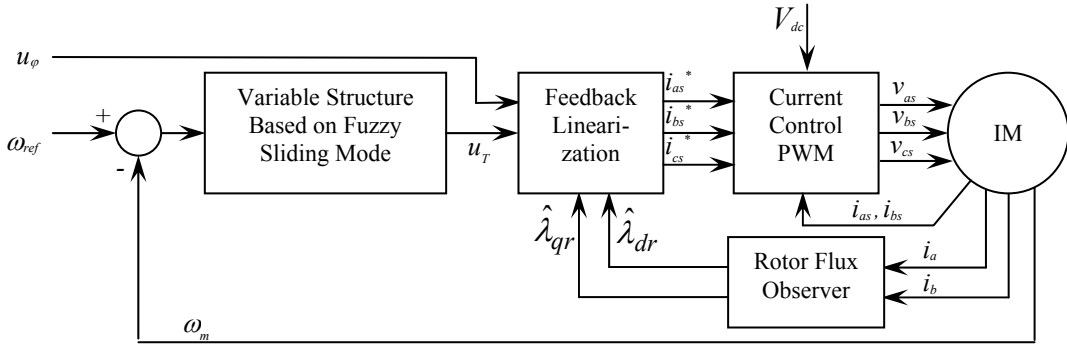 V_dc
u_φ
i_as*
v_as
Variable Structure
Based on Fuzzy
Sliding Mode
Feedback
Lineari-
zation
Current
Control
PWM
IM
+
ω_ref
-
u_T
i_bs*
v_bs
i_cs*
v_cs
i_as, i_bs
λ̂_qr
λ̂_dr
Rotor Flux
Observer
i_a
i_b
ω_m